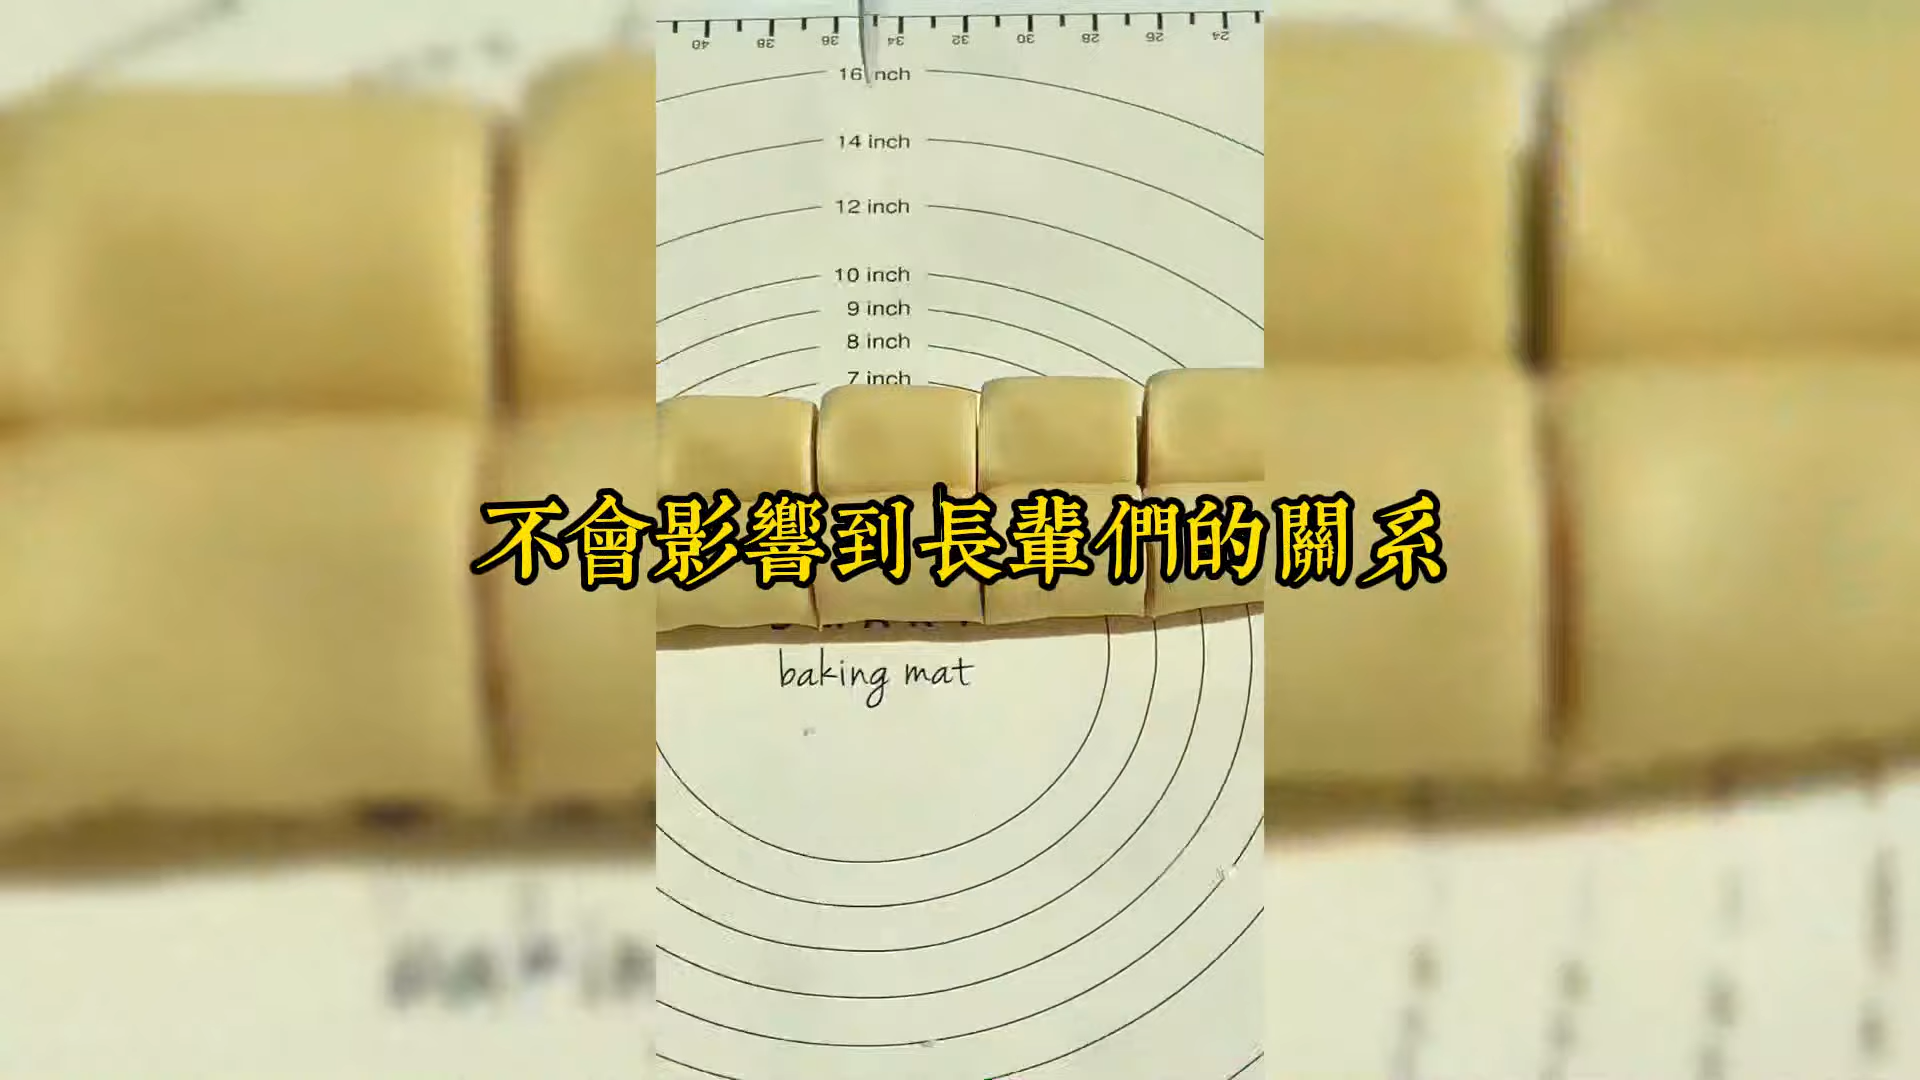 40 38 36 34 32 30 28 26 24
16 nch
14 inch
12 inch
10 inch
9 inch
8 inch
7 inch
不會影響到長輩們的關系
baking mat